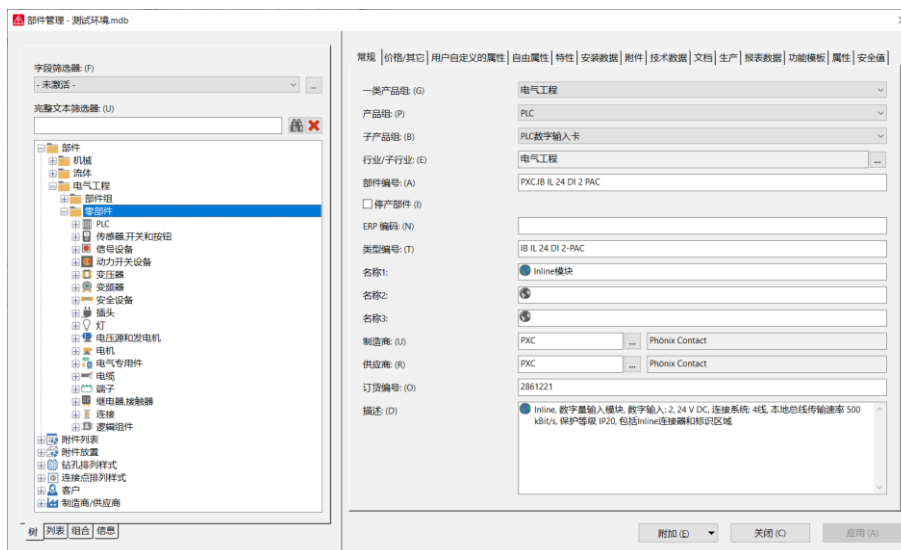 部件管理 - 测试环境.mdb
字段筛选器: (F)
- 未激活 -
...
完整文本筛选器: (U)
部件
机械
流体
电气工程
部件组
零部件
PLC
传感器,开关和按钮
信号设备
动力开关设备
变压器
变频器
安全设备
插头
灯
电压源和发电机
电机
电气专用件
电缆
端子
继电器,接触器
连接
逻辑组件
附件列表
附件放置
钻孔排列样式
连接点排列样式
客户
制造商/供应商
树 列表 组合 信息
常规 价格/其它 用户自定义的属性 自由属性 特性 安装数据 附件 技术数据 文档 生产 报表数据 功能模板 属性 安全值
一类产品组: (G) 电气工程
产品组: (P) PLC
子产品组: (B) PLC数字输入卡
行业/子行业: (E) 电气工程 ...
部件编号: (A) PXC.IB IL 24 DI 2 PAC
停产部件 (I)
ERP 编码: (N)
类型编号: (T) IB IL 24 DI 2-PAC
名称1: Inline模块
名称2:
名称3:
制造商: (U) PXC ... Phönix Contact
供应商: (R) PXC ... Phönix Contact
订货编号: (O) 2861221
描述: (D) Inline, 数字量输入模块, 数字输入: 2, 24 V DC, 连接系统: 4线, 本地总线传输速率 500
kBit/s, 保护等级 IP20, 包括Inline连接器和标识区域
附加 (E) 关闭 (C) 应用 (A)